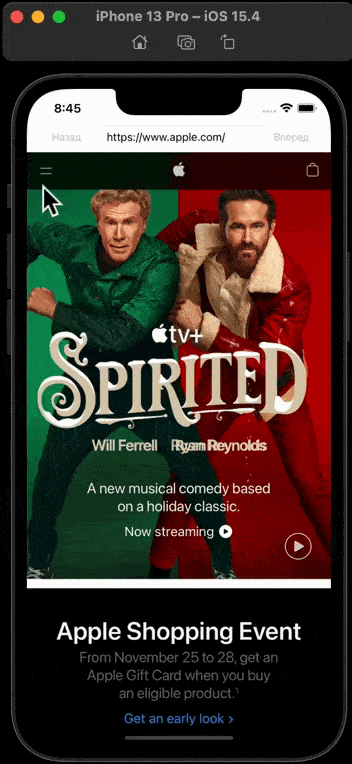 iPhone 13 Pro – iOS 15.4
8:45
Назад https://www.apple.com/ Вперед
tv+
SPIRITED
Will Ferrell Ryan Reynolds
A new musical comedy based
on a holiday classic.
Now streaming
Apple Shopping Event
From November 25 to 28, get an
Apple Gift Card when you buy
an eligible product.¹
Get an early look >